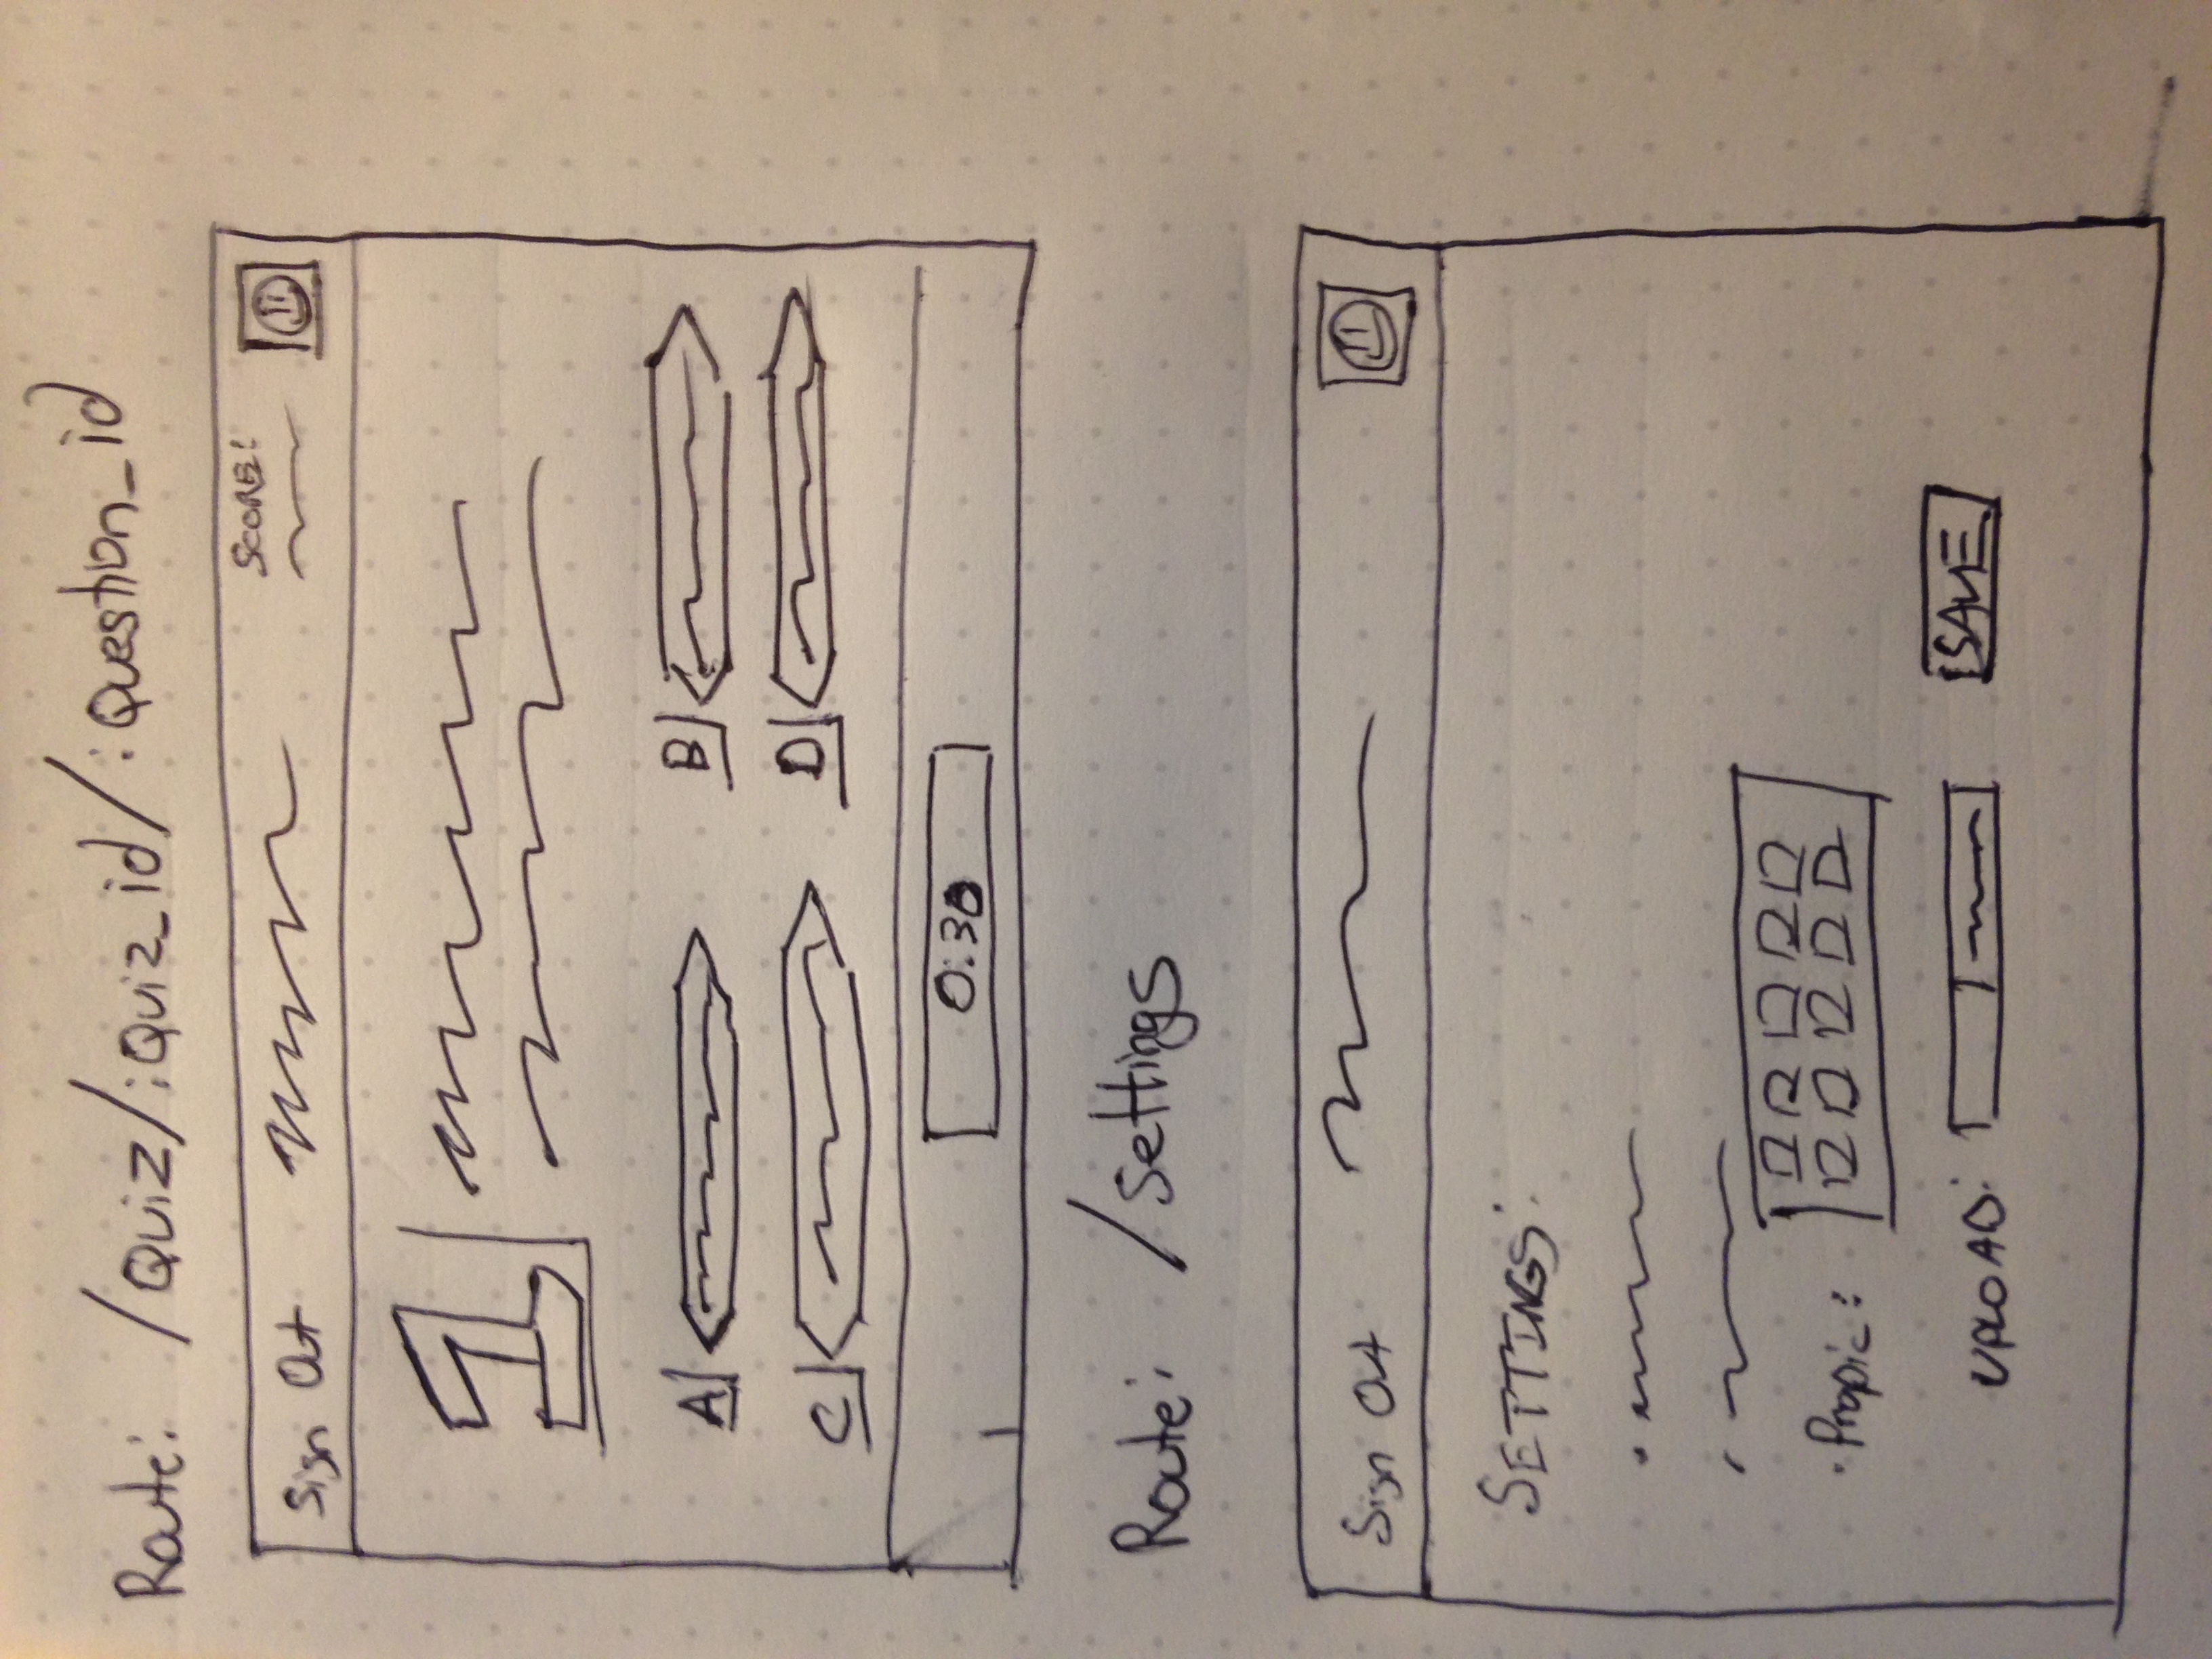 Route: /Quiz/:Quiz_id/:Question_id
Sign Out
SCORE:
1
A
B
C
D
0:30
Route: /settings
Sign Out
SETTINGS:
Propic:
UPLOAD:
SAVE